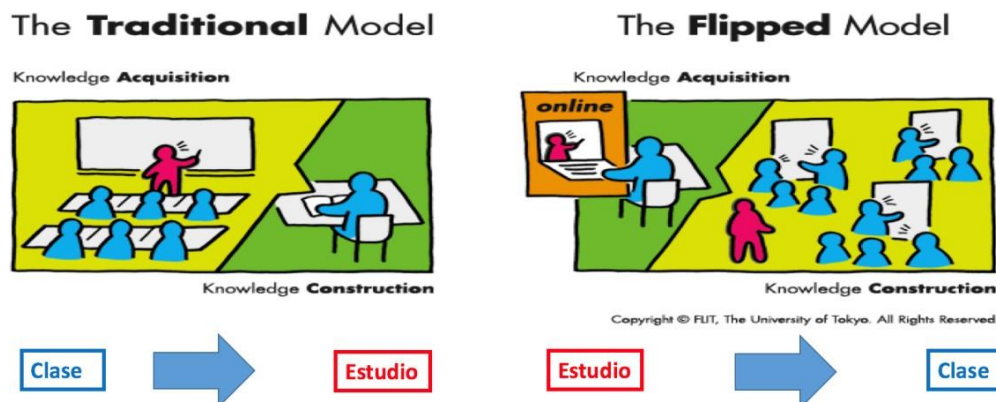 The Traditional Model
Knowledge Acquisition
Knowledge Construction
Clase
Estudio
The Flipped Model
Knowledge Acquisition
online
Knowledge Construction
Copyright © FLIT, The University of Tokyo. All Rights Reserved
Estudio
Clase